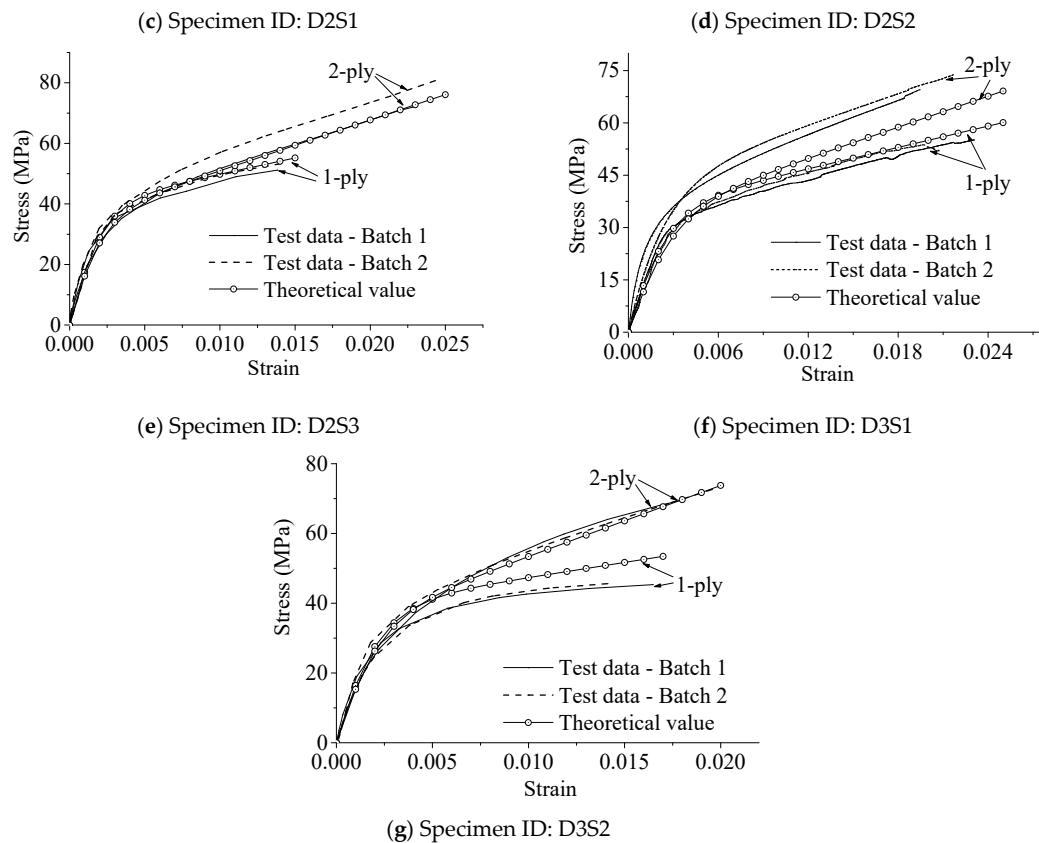 (c) Specimen ID: D2S1
(d) Specimen ID: D2S2
80
60
40
20
0
Stress (MPa)
2-ply
1-ply
Test data - Batch 1
Test data - Batch 2
Theoretical value
0.000 0.005 0.010 0.015 0.020 0.025
Strain
75
60
45
30
15
0
Stress (MPa)
2-ply
1-ply
Test data - Batch 1
Test data - Batch 2
Theoretical value
0.000 0.006 0.012 0.018 0.024
Strain
(e) Specimen ID: D2S3
(f) Specimen ID: D3S1
80
60
40
20
0
Stress (MPa)
2-ply
1-ply
Test data - Batch 1
Test data - Batch 2
Theoretical value
0.000 0.005 0.010 0.015 0.020
Strain
(g) Specimen ID: D3S2